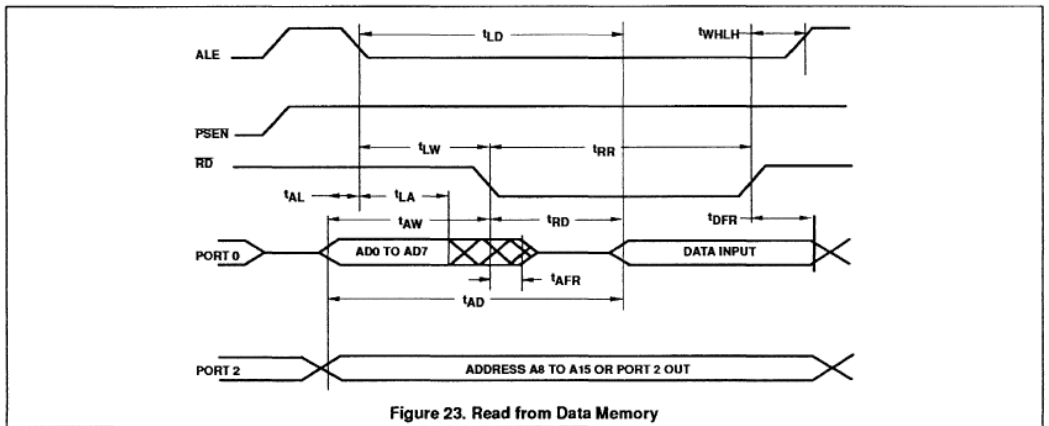 tLD
tWHLH
ALE
PSEN
tLW
tRR
RD
tAL
tLA
tAW
tRD
tDFR
PORT 0
AD0 TO AD7
DATA INPUT
tAFR
tAD
PORT 2
ADDRESS A8 TO A15 OR PORT 2 OUT
Figure 23. Read from Data Memory